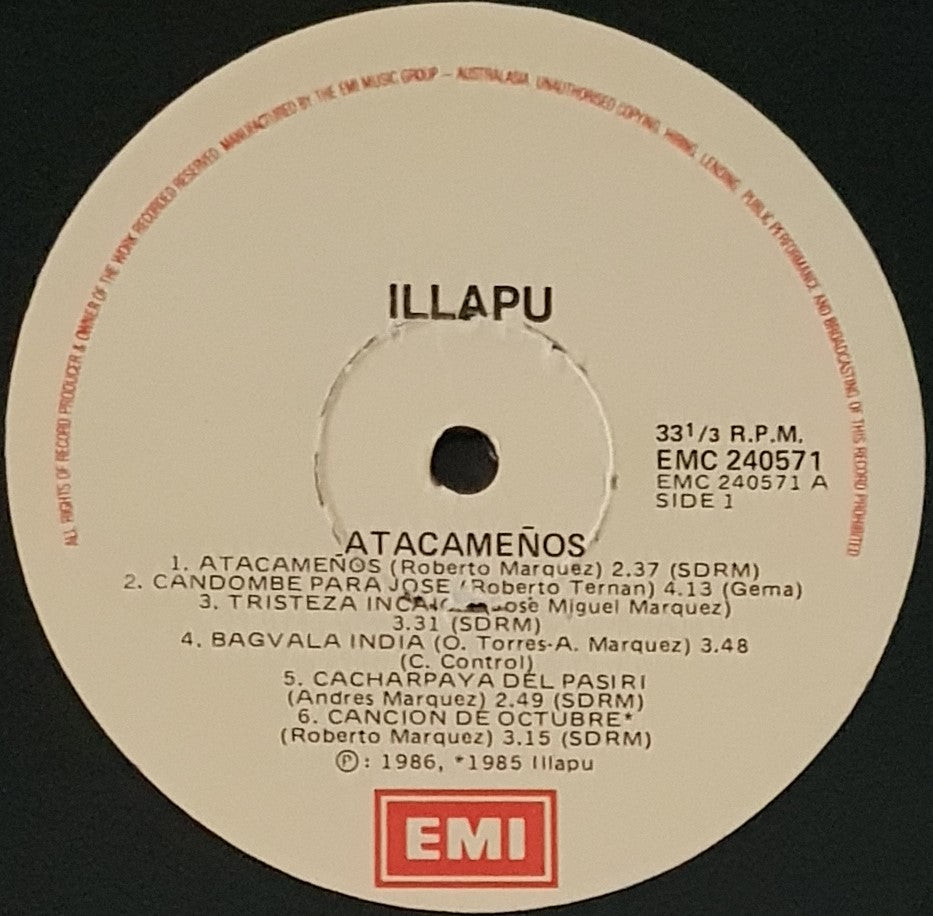 ALL RIGHTS OF RECORD PRODUCER & OWNER OF THE WORK RECORDED RESERVED. MANUFACTURED BY THE EMI MUSIC GROUP – AUSTRALASIA. UNAUTHORISED COPYING, HIRING, LENDING, PUBLIC PERFORMANCE AND BROADCASTING OF THIS RECORD PROHIBITED
ILLAPU
33 1/3 R.P.M.
EMC 240571
EMC 240571 A
SIDE 1
ATACAMEÑOS
1. ATACAMEÑOS (Roberto Marquez) 2.37 (SDRM)
2. CANDOMBE PARA JOSE (Roberto Ternan) 4.13 (Gema)
3. TRISTEZA Jose Miguel Marquez)
3.31 (SDRM)
4. BAGVALA INDIA (O. Torres-A. Marquez) 3.48
(C. Control)
5. CACHARPAYA DEL PASIRI
(Andres Marquez) 2.49 (SDRM)
6. CANCION DE OCTUBRE*
(Roberto Marquez) 3.15 (SDRM)
Ⓟ: 1986, *1985 Illapu
EMI